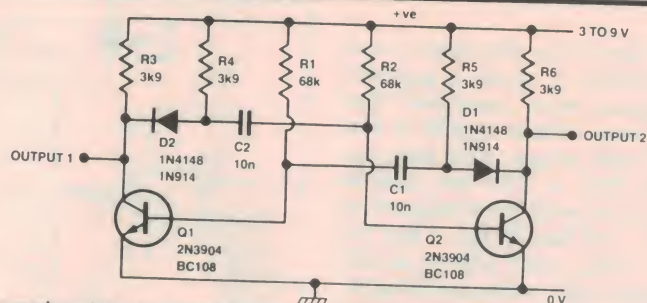 +ve
3 TO 9 V
R3
3k9
R4
3k9
R1
68k
R2
68k
R5
3k9
R6
3k9
D1
1N4148
1N914
OUTPUT 1
D2
1N4148
1N914
C2
10n
C1
10n
OUTPUT 2
Q1
2N3904
BC108
Q2
2N3904
BC108
0 V